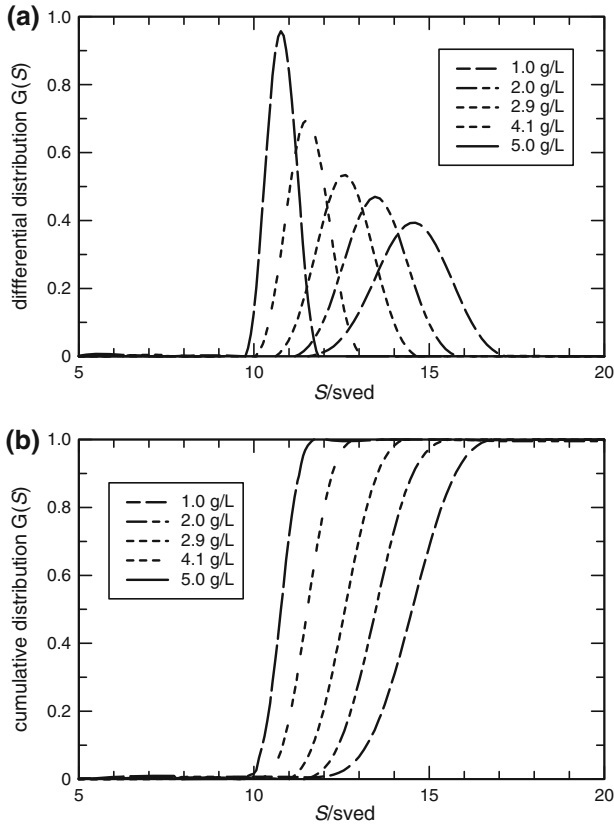 (a)
1.0
0.8
0.6
0.4
0.2
0
diffferential distribution G(S)
1.0 g/L
2.0 g/L
2.9 g/L
4.1 g/L
5.0 g/L
5
10
15
20
S/sved
(b)
1.0
0.8
0.6
0.4
0.2
0
cumulative distribution G(S)
1.0 g/L
2.0 g/L
2.9 g/L
4.1 g/L
5.0 g/L
5
10
15
20
S/sved